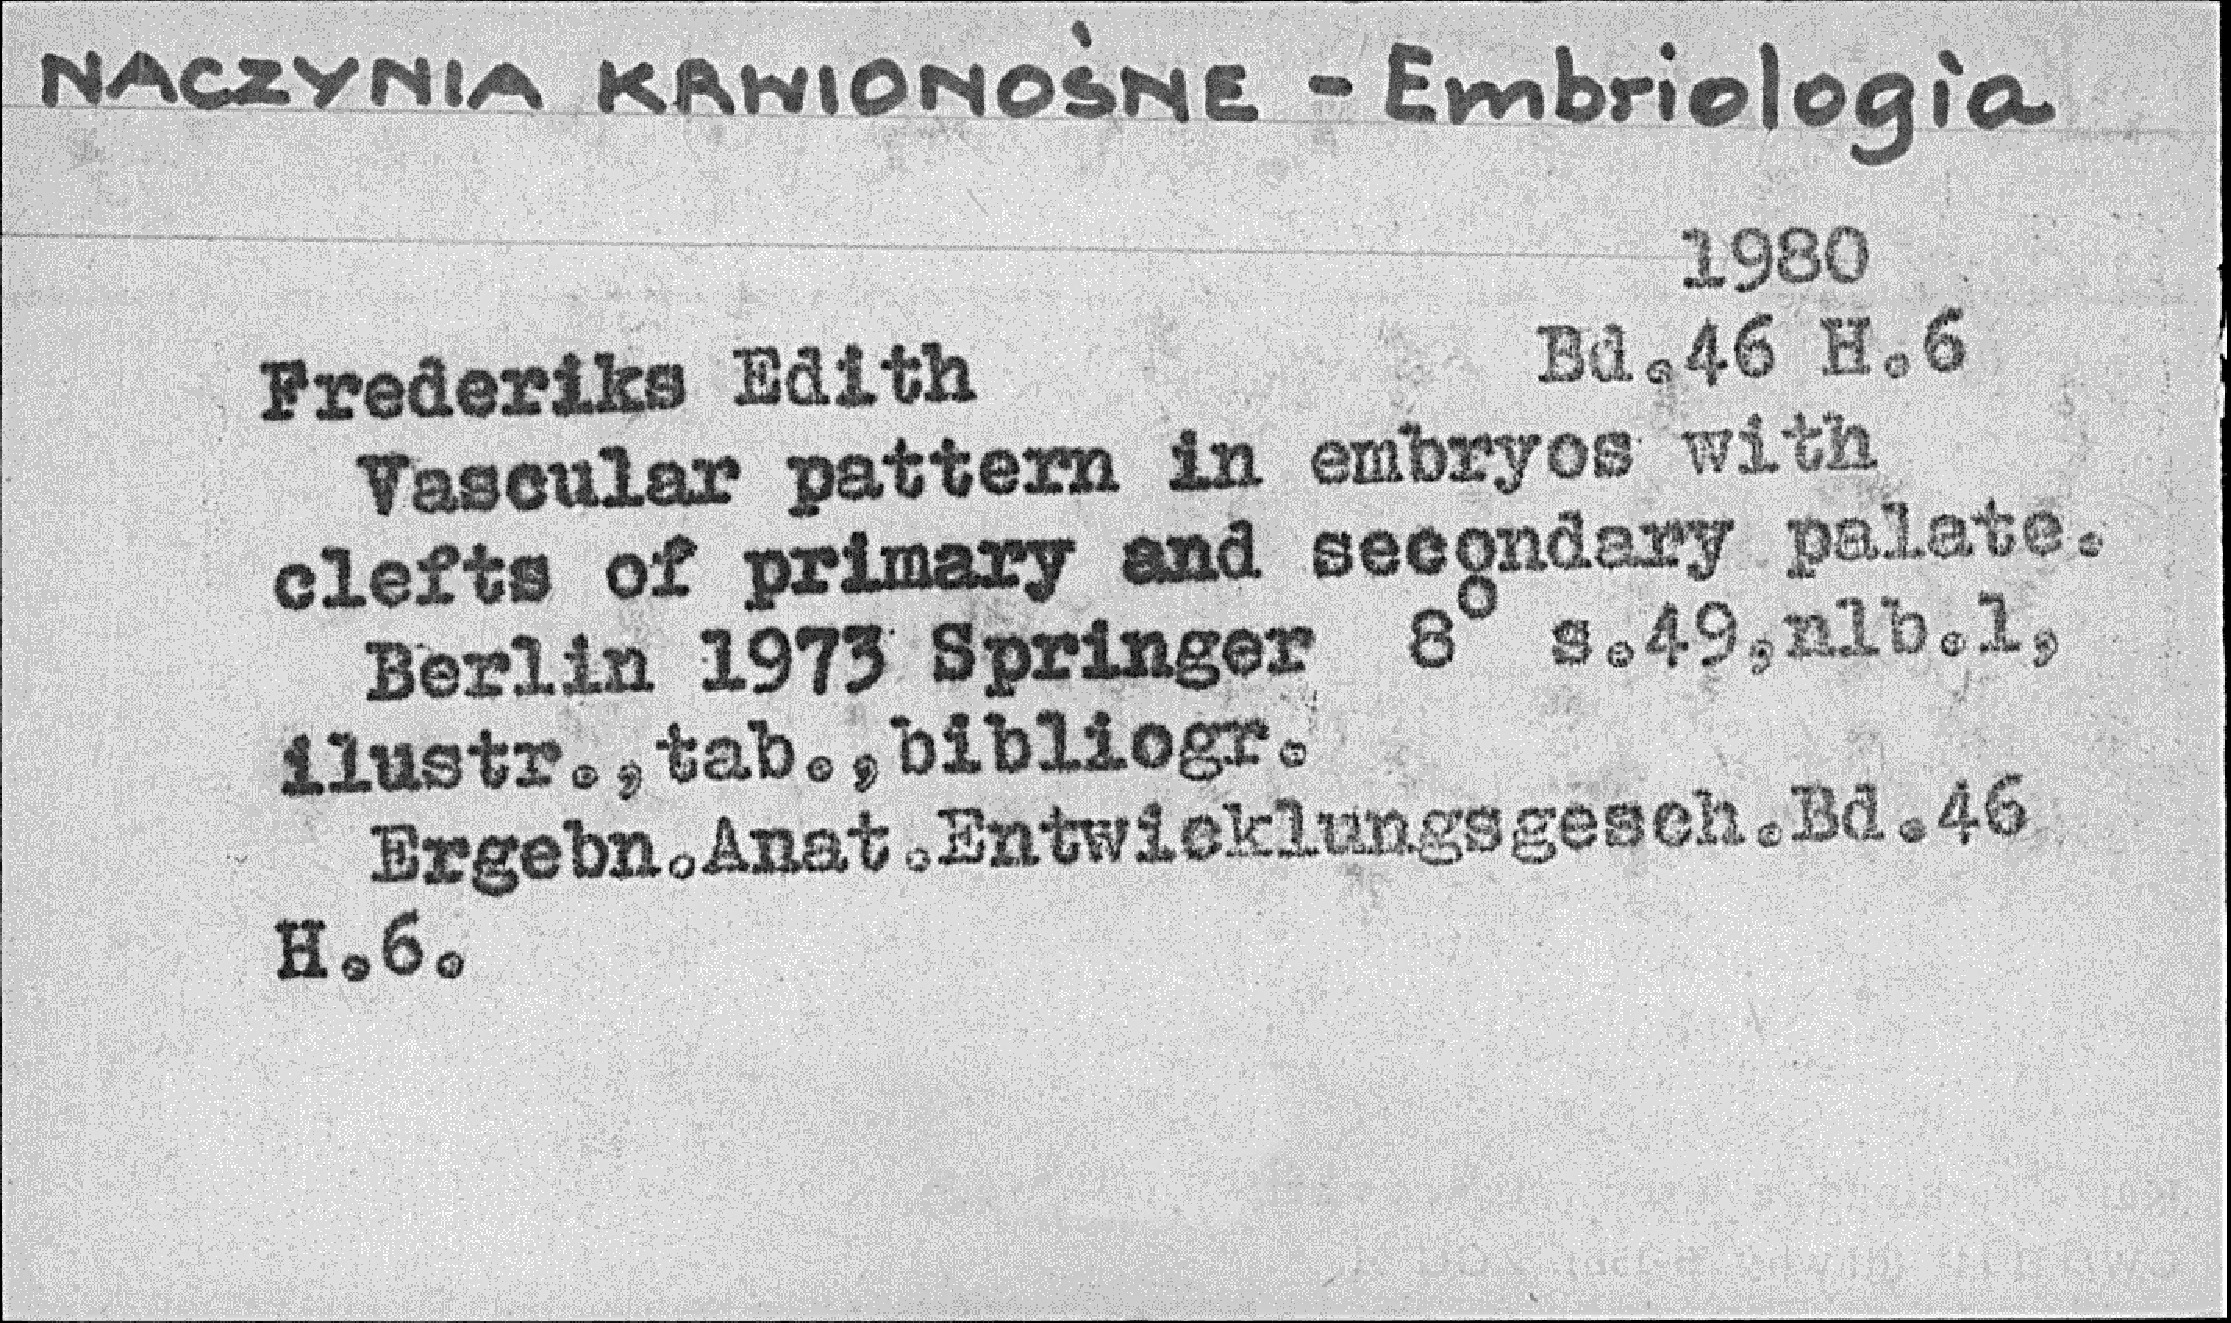 NACZYNIA KRWIONOŚNE - Embriologia
1980
Bd.46 H.6
Frederiks Edith
Vascular pattern in embryos with
clefts of primary and secondary palate.
Berlin 1973 Springer 8° s.49,nlb.1,
ilustr.,tab.,bibliogr.
Ergebn.Anat.Entwicklungsgesch.Bd.46
H.6.